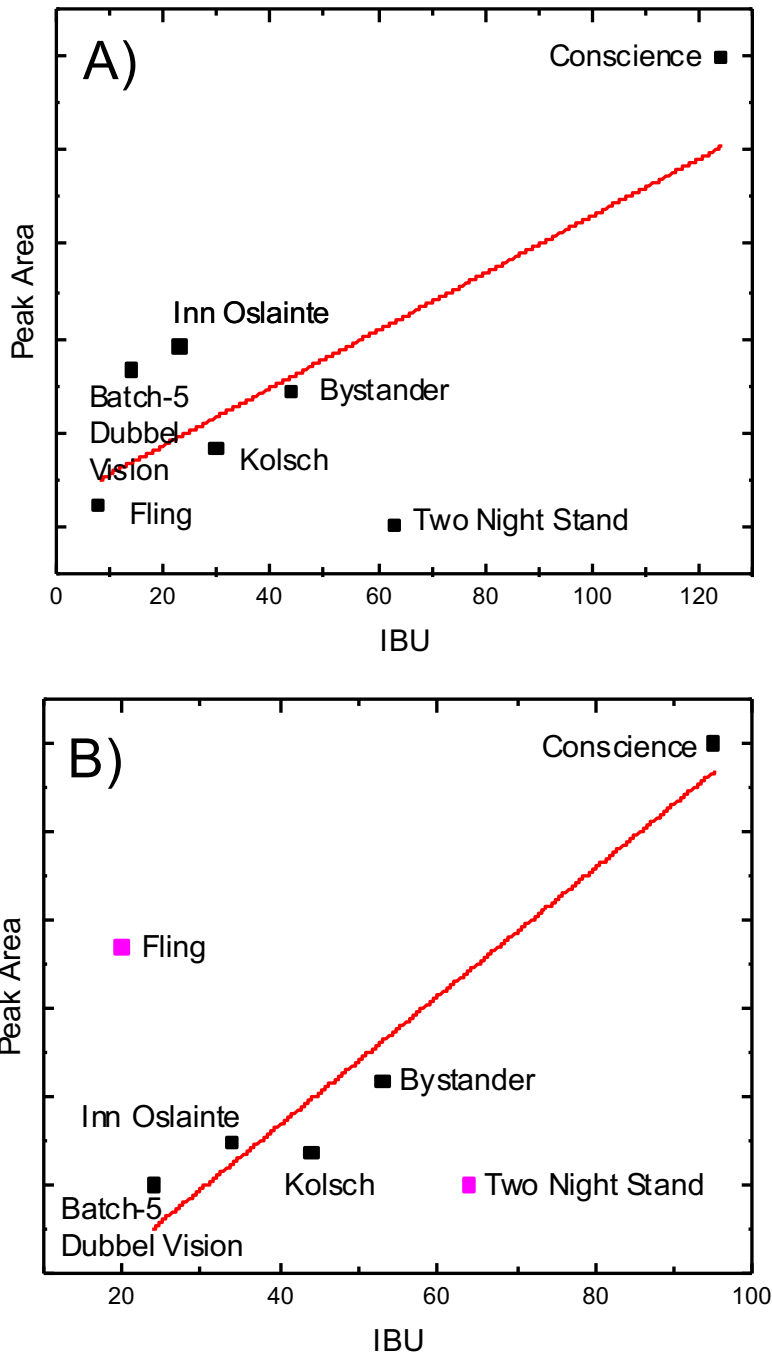 A)
Conscience
Peak Area
Inn Oslainte
Batch-5
Dubbel
Vision
Bystander
Kolsch
Fling
Two Night Stand
0 20 40 60 80 100 120
IBU
B)
Conscience
Peak Area
Fling
Bystander
Inn Oslainte
Kolsch
Two Night Stand
Batch-5
Dubbel Vision
20 40 60 80 100
IBU